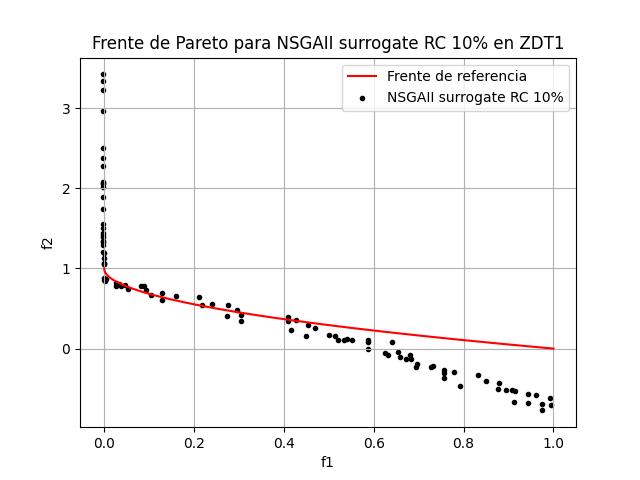 Frente de Pareto para NSGAII surrogate RC 10% en ZDT1
Frente de referencia
NSGAII surrogate RC 10%
3
2
1
0
f2
0.0 0.2 0.4 0.6 0.8 1.0
f1